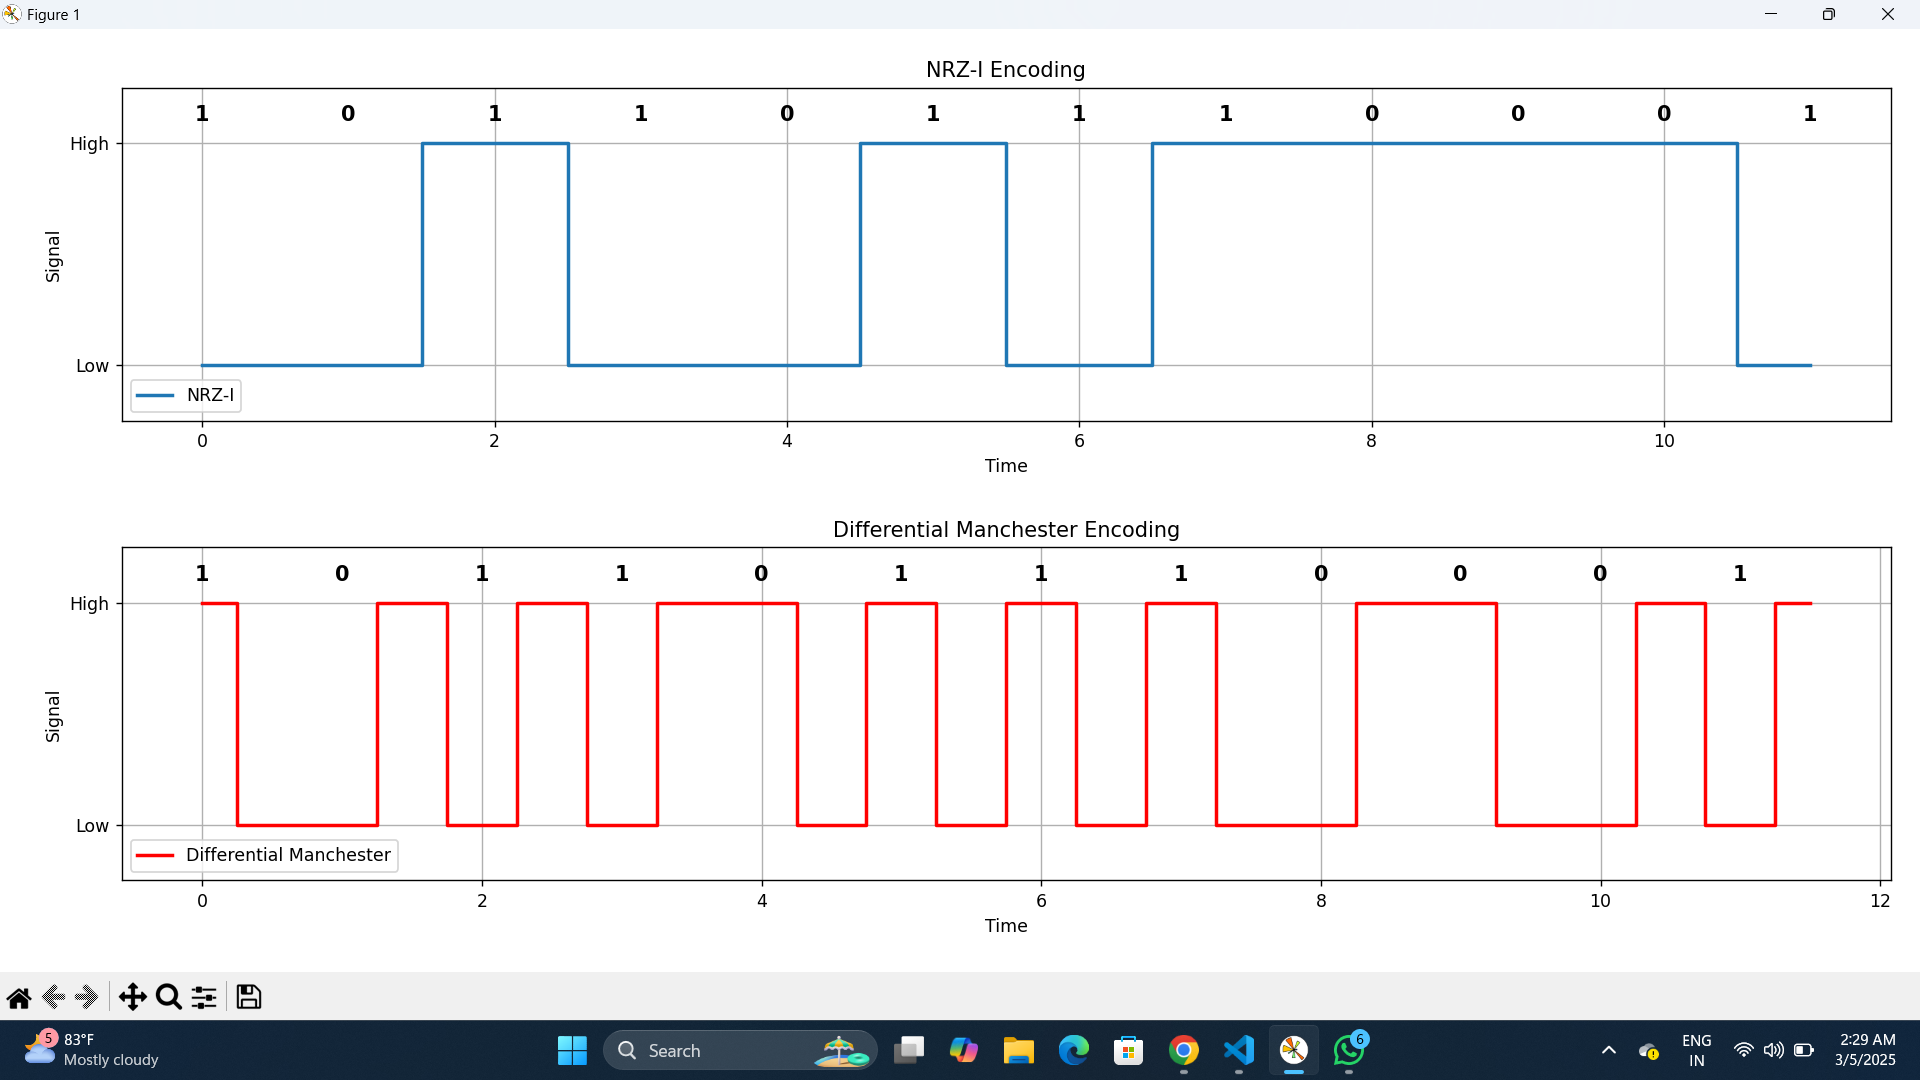 Figure 1
NRZ-I Encoding
1 0 1 1 0 1 1 1 0 0 0 1
High
Signal
Low
NRZ-I
0 2 4 6 8 10
Time
Differential Manchester Encoding
1 0 1 1 0 1 1 1 0 0 0 1
High
Signal
Low
Differential Manchester
0 2 4 6 8 10 12
Time
5
83°F
Mostly cloudy
Search
6
ENG
IN
2:29 AM
3/5/2025